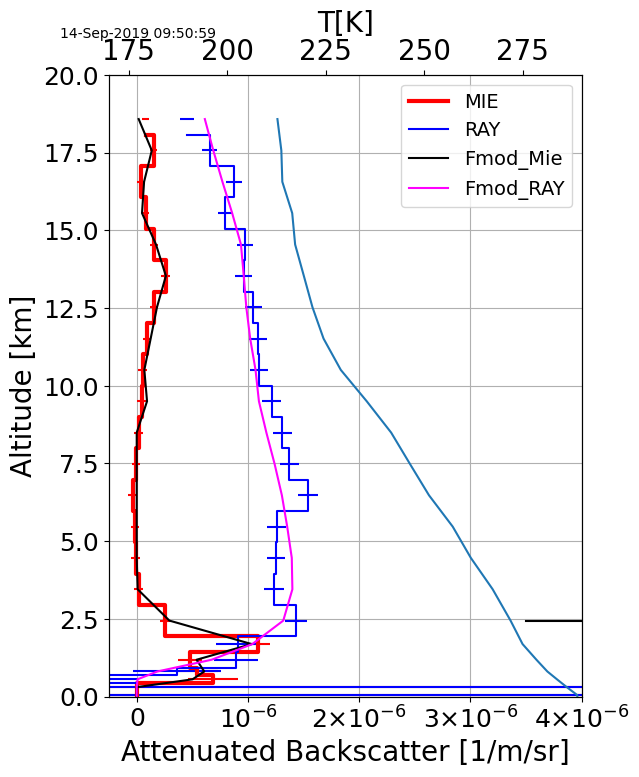 T[K]
14-Sep-2019 09:50:59
175 200 225 250 275
20.0
17.5
15.0
12.5
10.0
7.5
5.0
2.5
0.0
Altitude [km]
MIE
RAY
Fmod_Mie
Fmod_RAY
0 10⁻⁶ 2×10⁻⁶ 3×10⁻⁶ 4×10⁻⁶
Attenuated Backscatter [1/m/sr]